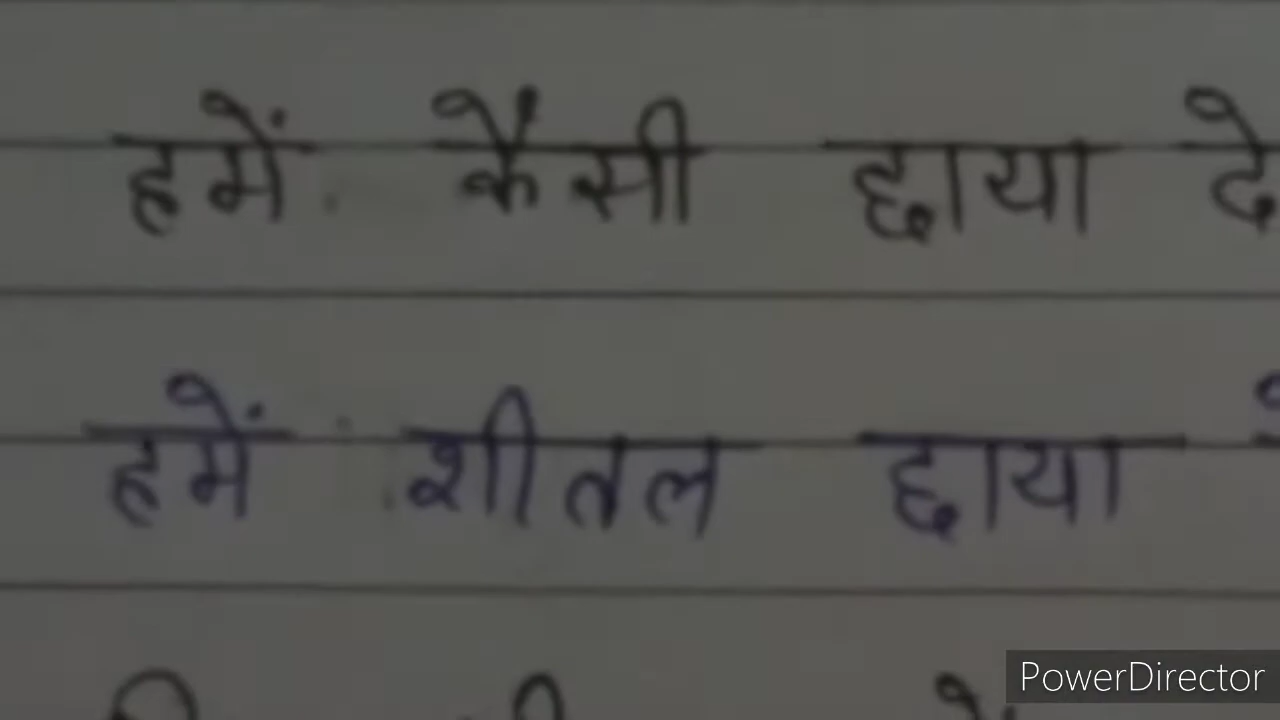 हमें कैसी छाया दे
हमें शीतल छाया
PowerDirector